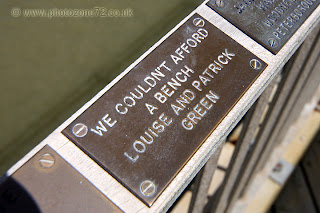 © www.photozone72.co.uk
WE COULDN'T AFFORD
A BENCH
LOUISE AND PATRICK
GREEN